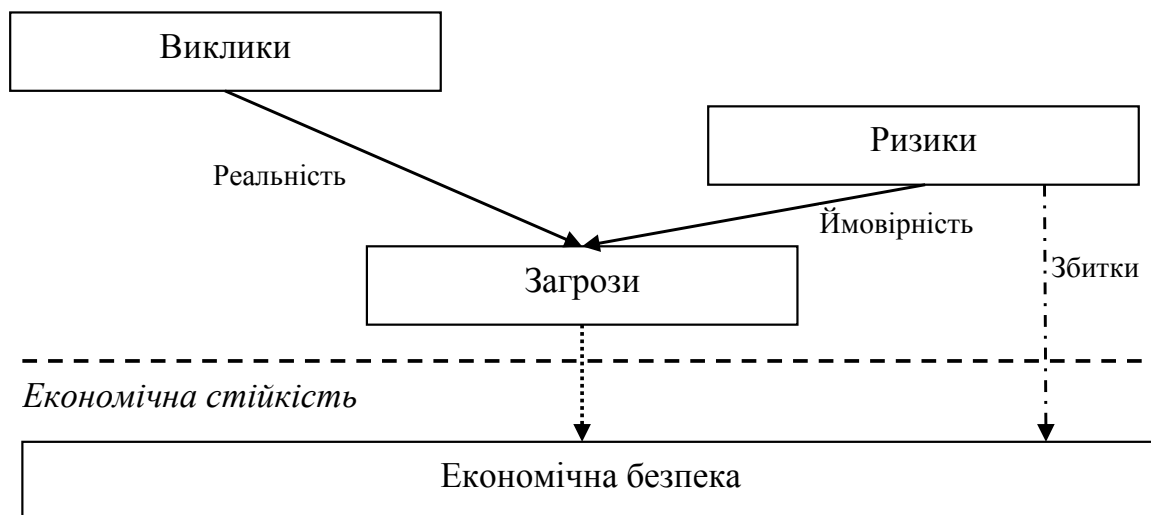 Виклики
Ризики
Реальність
Ймовірність
Збитки
Загрози
Економічна стійкість
Економічна безпека